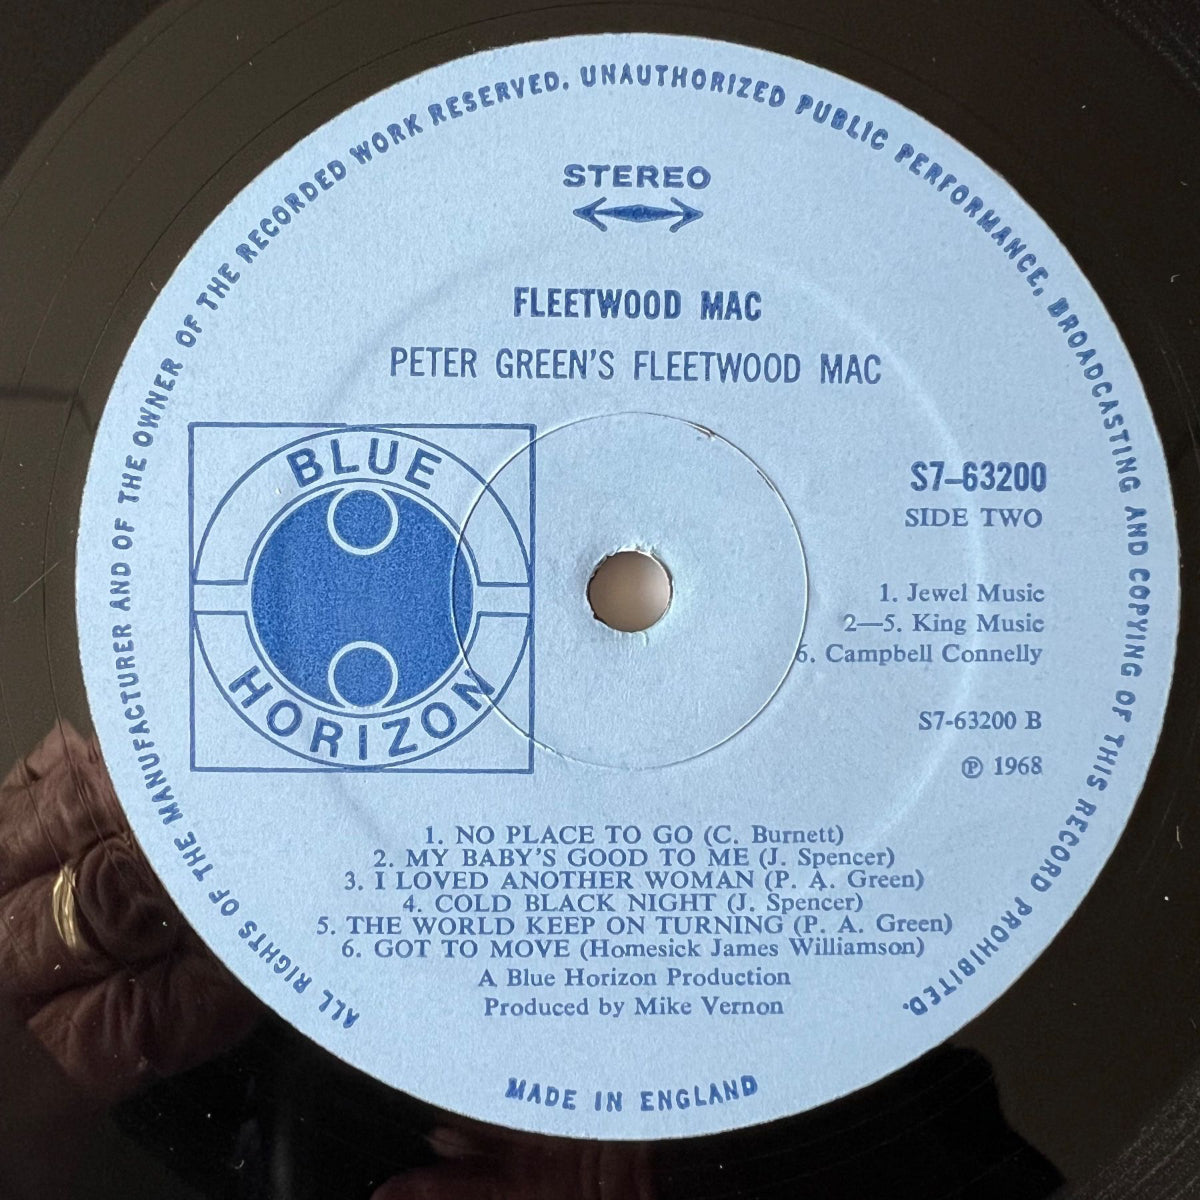 ALL RIGHTS OF THE MANUFACTURER AND OF THE OWNER OF THE RECORDED WORK RESERVED. UNAUTHORIZED PUBLIC PERFORMANCE, BROADCASTING AND COPYING OF THIS RECORD PROHIBITED.
STEREO
FLEETWOOD MAC
PETER GREEN'S FLEETWOOD MAC
BLUE
HORIZON
S7–63200
SIDE TWO
1. Jewel Music
2—5. King Music
6. Campbell Connelly
S7-63200 B
℗ 1968
1. NO PLACE TO GO (C. Burnett)
2. MY BABY'S GOOD TO ME (J. Spencer)
3. I LOVED ANOTHER WOMAN (P. A. Green)
4. COLD BLACK NIGHT (J. Spencer)
5. THE WORLD KEEP ON TURNING (P. A. Green)
6. GOT TO MOVE (Homesick James Williamson)
A Blue Horizon Production
Produced by Mike Vernon
MADE IN ENGLAND